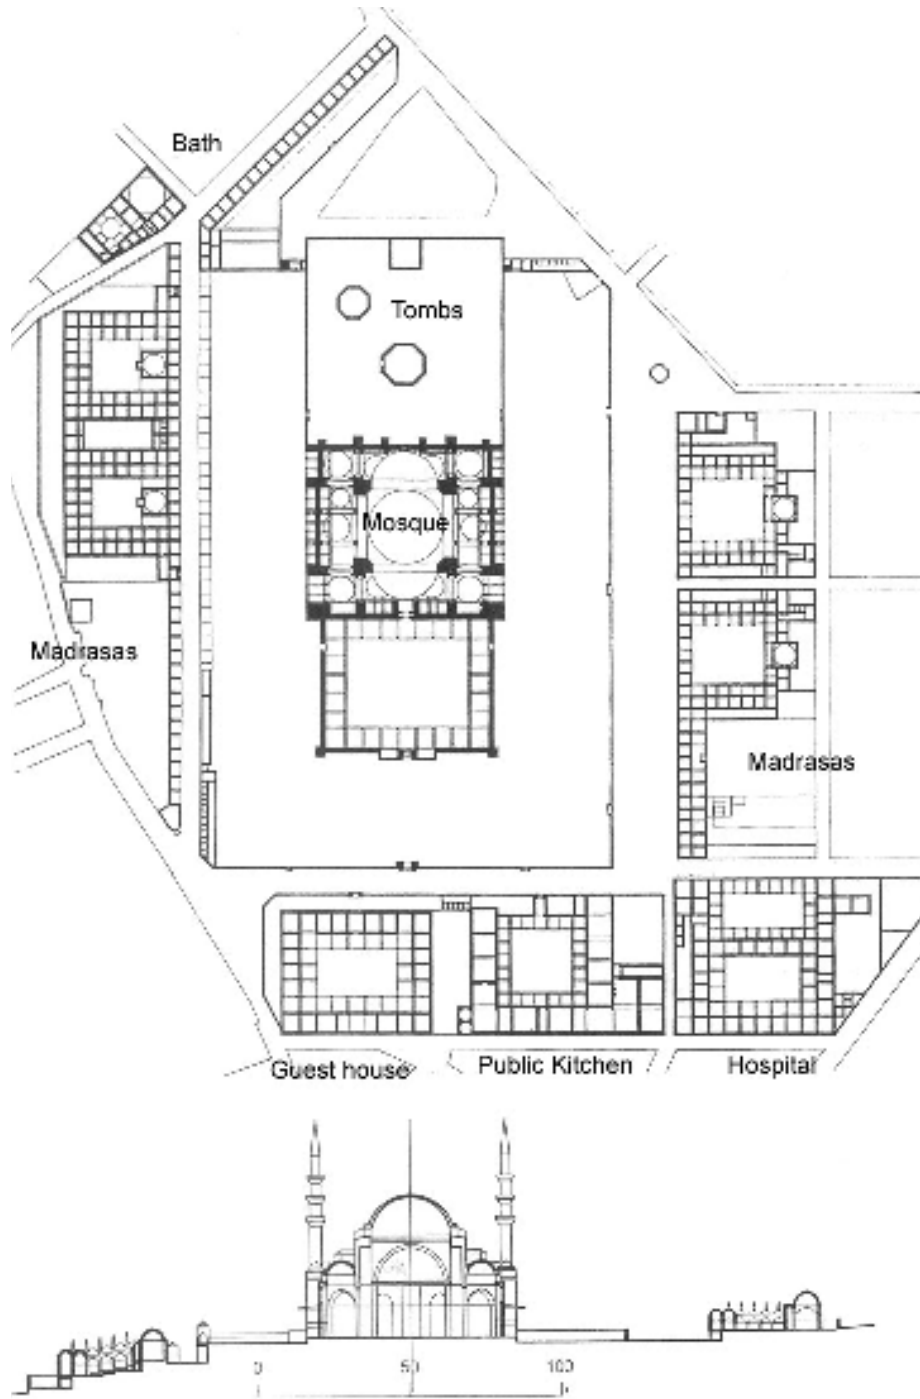 Bath
Tombs
Mosque
Madrasas
Madrasas
Guest house
Public Kitchen
Hospital
0 50 100